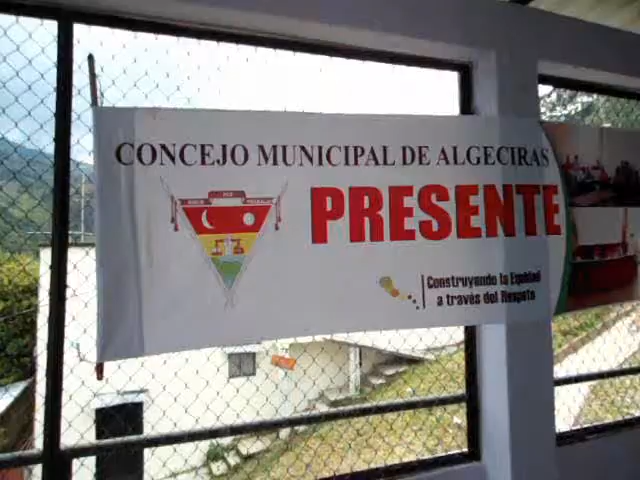 CONCEJO MUNICIPAL DE ALGECIRAS
PRESENTE
Construyendo la Equidad
a través del Respeto